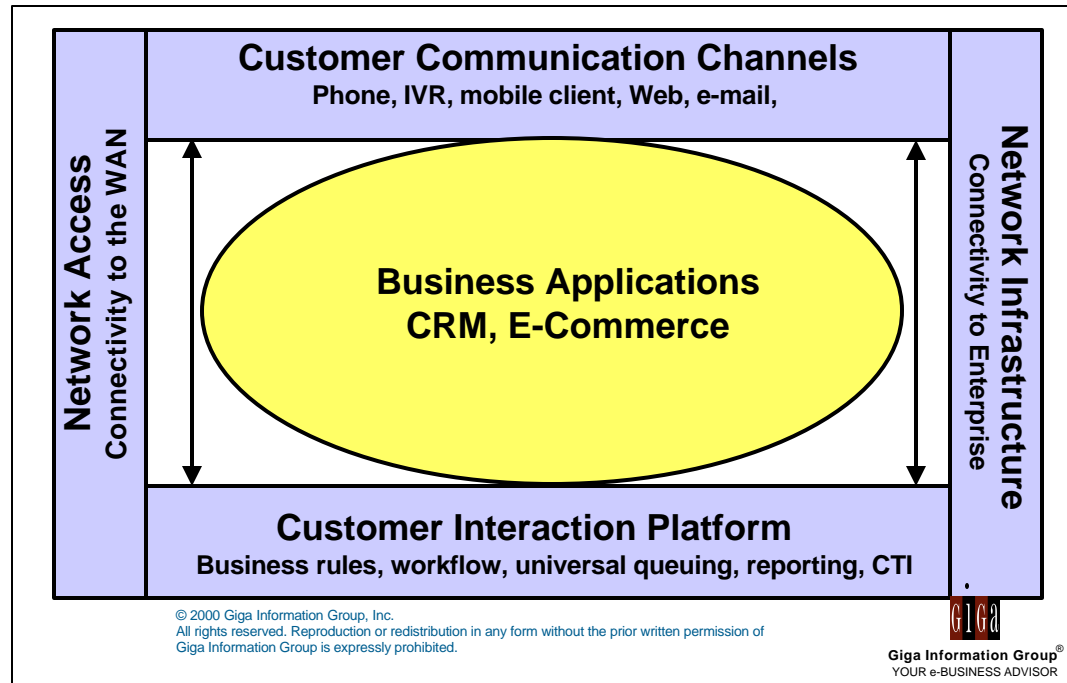 Customer Communication Channels
Phone, IVR, mobile client, Web, e-mail,
Network Access
Connectivity to the WAN
Business Applications
CRM, E-Commerce
Network Infrastructure
Connectivity to Enterprise
Customer Interaction Platform
Business rules, workflow, universal queuing, reporting, CTI
© 2000 Giga Information Group, Inc.
All rights reserved. Reproduction or redistribution in any form without the prior written permission of
Giga Information Group is expressly prohibited.
GiGa
Giga Information Group®
YOUR e-BUSINESS ADVISOR